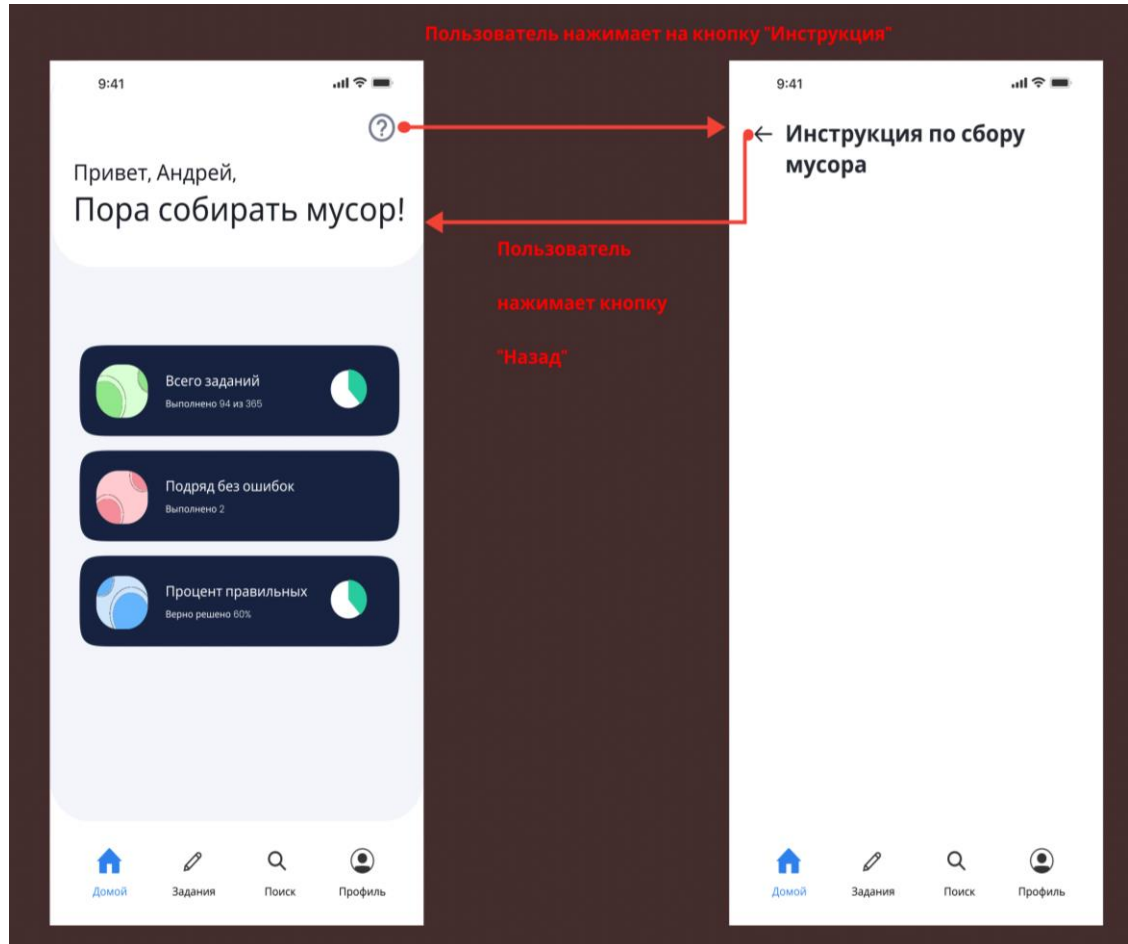 Пользователь нажимает на кнопку "Инструкция"
9:41
Привет, Андрей,
Пора собирать мусор!
Всего заданий
Выполнено 94 из 365
Подряд без ошибок
Выполнено 2
Процент правильных
Верно решено 60%
Домой
Задания
Поиск
Профиль
Пользователь
нажимает кнопку
"Назад"
9:41
Инструкция по сбору
мусора
Домой
Задания
Поиск
Профиль